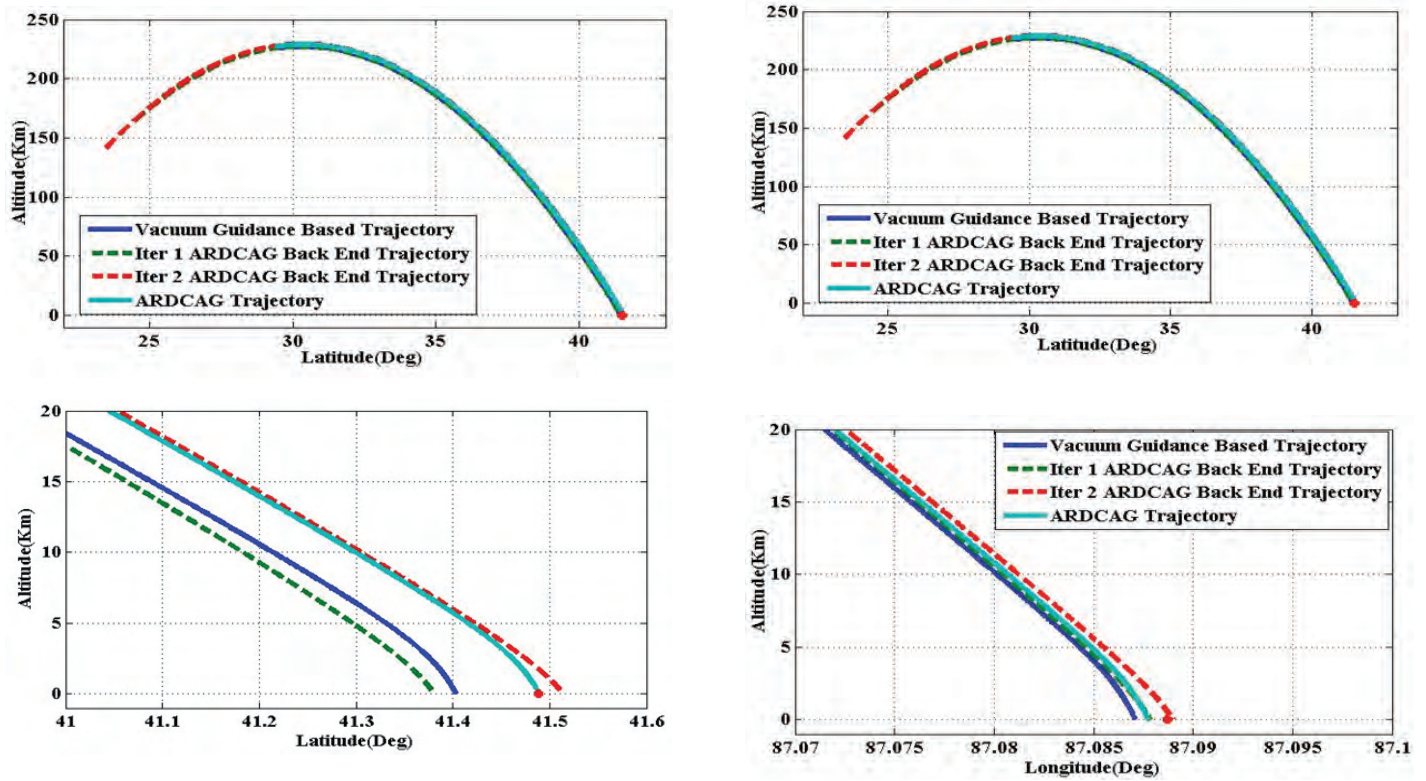 250
200
150
100
50
0
Altitude(Km)
Vacuum Guidance Based Trajectory
Iter 1 ARDCAG Back End Trajectory
Iter 2 ARDCAG Back End Trajectory
ARDCAG Trajectory
25 30 35 40
Latitude(Deg)
250
200
150
100
50
0
Altitude(Km)
Vacuum Guidance Based Trajectory
Iter 1 ARDCAG Back End Trajectory
Iter 2 ARDCAG Back End Trajectory
ARDCAG Trajectory
25 30 35 40
Latitude(Deg)
20
15
10
5
0
Altitude(Km)
41 41.1 41.2 41.3 41.4 41.5 41.6
Latitude(Deg)
20
15
10
5
0
Altitude(Km)
Vacuum Guidance Based Trajectory
Iter 1 ARDCAG Back End Trajectory
Iter 2 ARDCAG Back End Trajectory
ARDCAG Trajectory
87.07 87.075 87.08 87.085 87.09 87.095 87.1
Longitude(Deg)